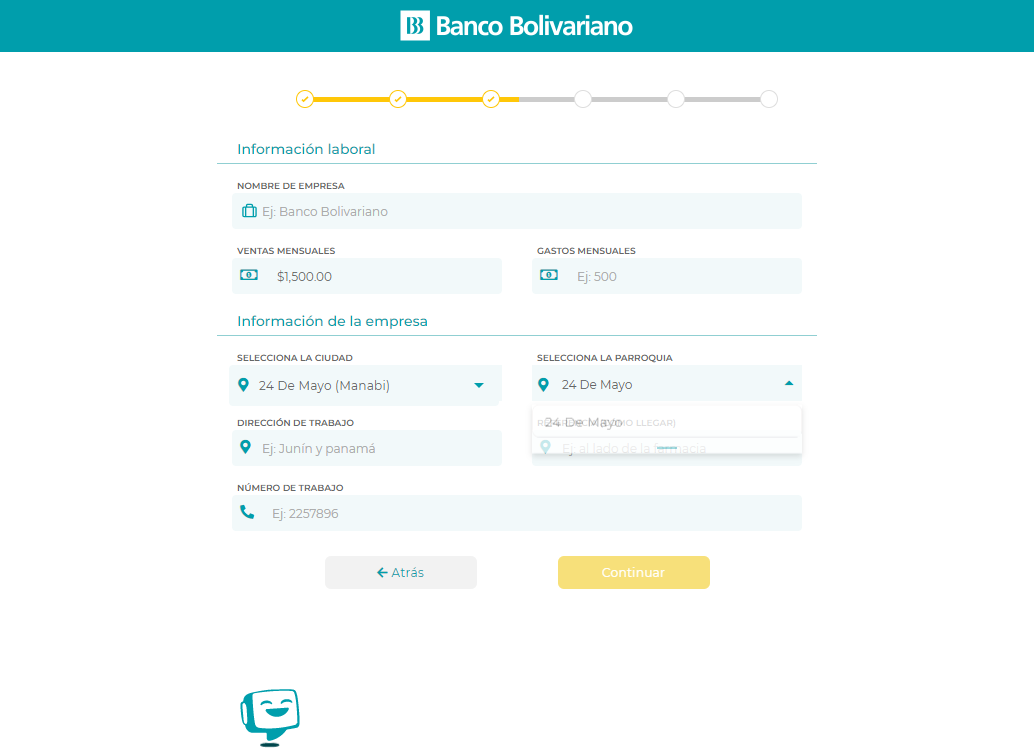 Banco Bolivariano
Información laboral
NOMBRE DE EMPRESA
Ej: Banco Bolivariano
VENTAS MENSUALES
GASTOS MENSUALES
$1,500.00
Ej: 500
Información de la empresa
SELECCIONA LA CIUDAD
SELECCIONA LA PARROQUIA
24 De Mayo (Manabi)
24 De Mayo
DIRECCIÓN DE TRABAJO
24 De Mayo
LLEGAR)
Ej: Junín y panamá
Ej: al lado de la farmacia
NÚMERO DE TRABAJO
Ej: 2257896
Atrás
Continuar